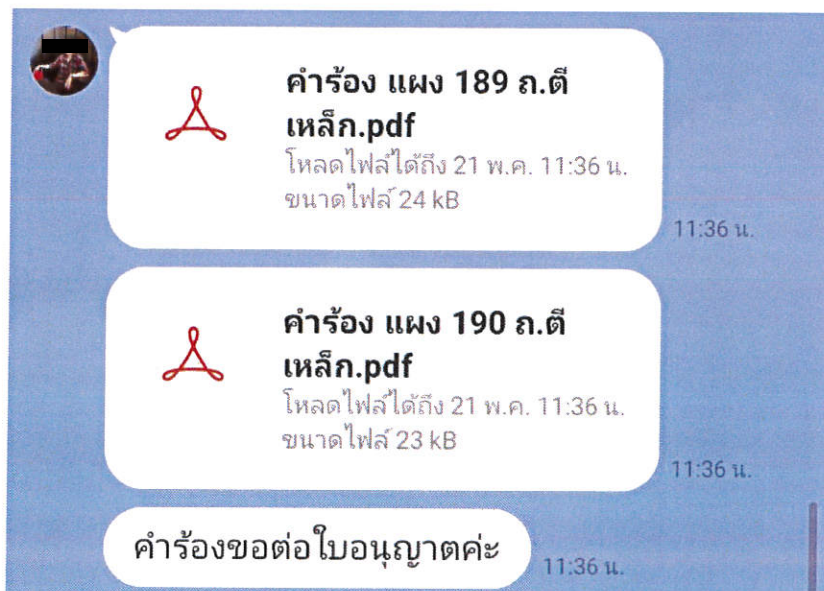 คำร้อง แผง 189 ถ.ตี
เหล็ก.pdf
โหลดไฟล์ได้ถึง 21 พ.ค. 11:36 น.
ขนาดไฟล์ 24 kB
11:36 น.
คำร้อง แผง 190 ถ.ตี
เหล็ก.pdf
โหลดไฟล์ได้ถึง 21 พ.ค. 11:36 น.
ขนาดไฟล์ 23 kB
11:36 น.
คำร้องขอต่อใบอนุญาตค่ะ
11:36 น.